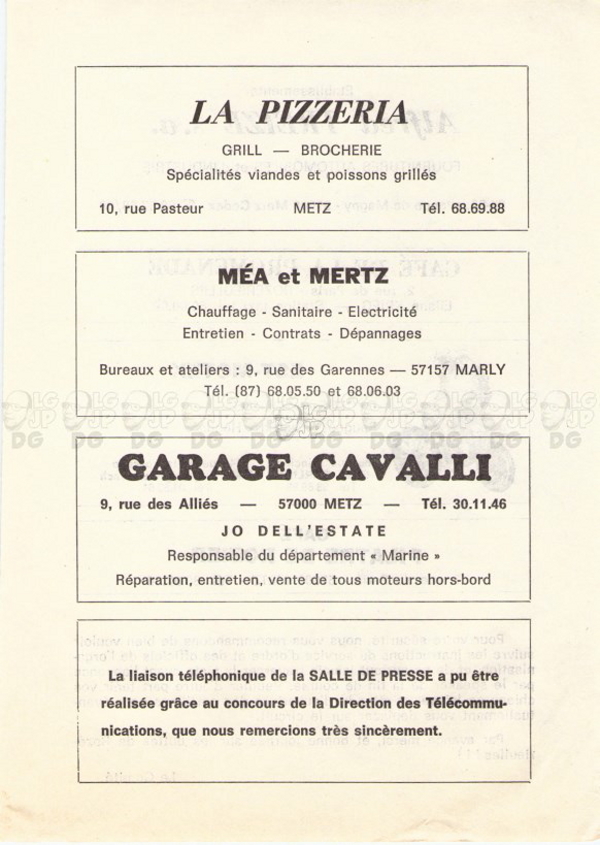 LA PIZZERIA
GRILL — BROCHERIE
Spécialités viandes et poissons grillés
10, rue Pasteur METZ Tél. 68.69.88
MÉA et MERTZ
Chauffage - Sanitaire - Electricité
Entretien - Contrats - Dépannages
Bureaux et ateliers : 9, rue des Garennes — 57157 MARLY
Tél. (87) 68.05.50 et 68.06.03
GARAGE CAVALLI
9, rue des Alliés — 57000 METZ — Tél. 30.11.46
JO DELL'ESTATE
Responsable du département « Marine »
Réparation, entretien, vente de tous moteurs hors-bord
La liaison téléphonique de la SALLE DE PRESSE a pu être
réalisée grâce au concours de la Direction des Télécommu-
nications, que nous remercions très sincèrement.